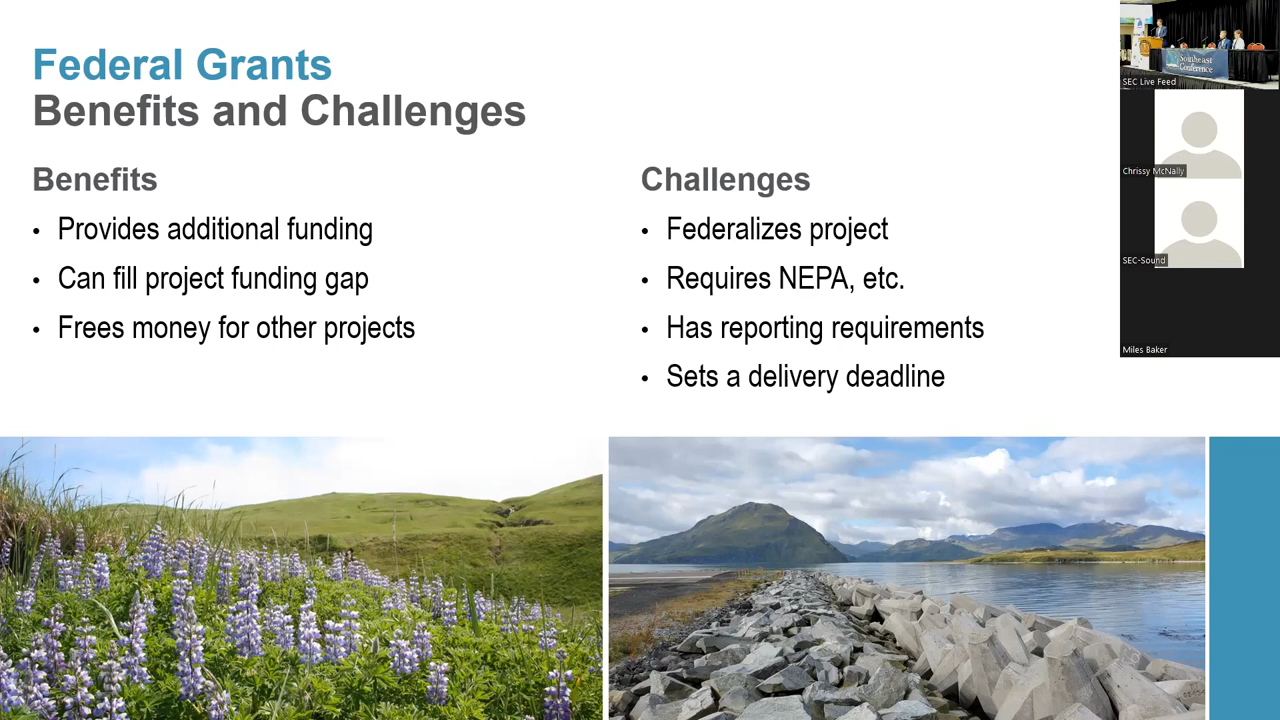 Federal Grants
Benefits and Challenges
Benefits
• Provides additional funding
• Can fill project funding gap
• Frees money for other projects
Challenges
• Federalizes project
• Requires NEPA, etc.
• Has reporting requirements
• Sets a delivery deadline
Southeast
Conference
SEC Live Feed
Chrissy McNally
SEC-Sound
Miles Baker